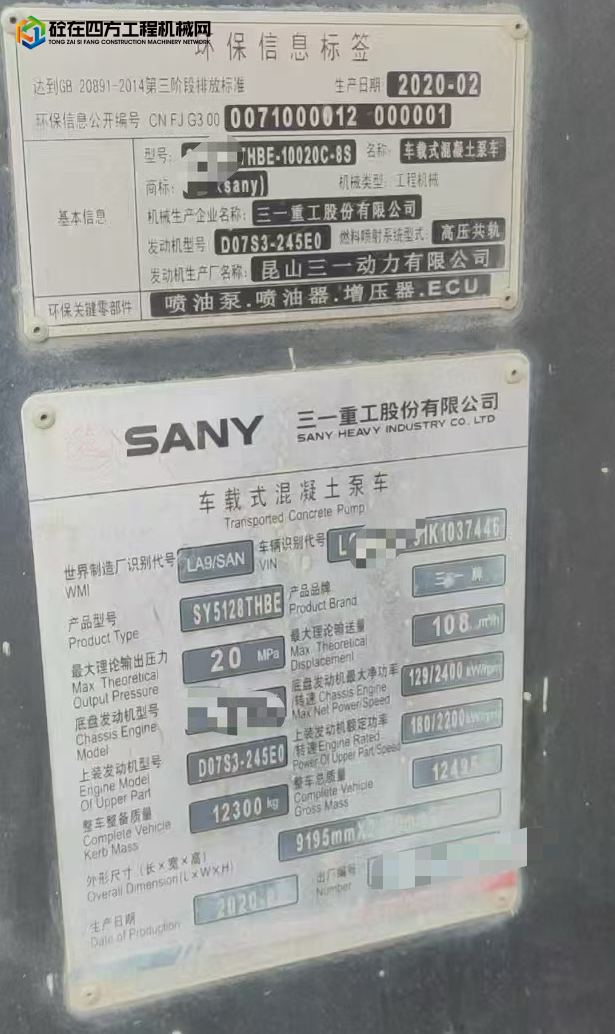 砼在四方工程机械网
TONG ZAI SI FANG CONSTRUCTION MACHINERY NETWORK
环保信息标签
达到GB 20891-2014第三阶段排放标准 生产日期 2020-02
环保信息公开编号 CN FJ G3 00 0071000012 000001
基本信息
型号: THBE-10020C-8S 名称: 车载式混凝土泵车
商标: (sany) 机械类型: 工程机械
机械生产企业名称: 三一重工股份有限公司
发动机型号: D07S3-245E0 燃料喷射系统型式: 高压共轨
发动机生产厂名称: 昆山三一动力有限公司
环保关键零部件 喷油泵.喷油器.增压器.ECU
SANY 三一重工股份有限公司
SANY HEAVY INDUSTRY CO., LTD
车载式混凝土泵车
Transported Concrete Pump
世界制造厂识别代号 LA9/SAN 车辆识别代号 1K1037446
WMI VIN
产品型号 SY5128THBE 产品品牌 三一牌
Product Type Product Brand
最大理论输出压力 20 MPa 最大理论输送量 108 m³/h
Max Theoretical Output Pressure Max Theoretical Displacement
底盘发动机型号 底盘发动机最大净功率/转速 129/2400 kW/rpm
Chassis Engine Model Chassis Engine Max Net Power/Speed
上装发动机型号 D07S3-245E0 上装发动机额定功率/转速 180/2200 kW/rpm
Engine Model Of Upper Part Engine Rated Power Of Upper Part/Speed
整车整备质量 12300 kg 整车总质量 12495
Complete Vehicle Kerb Mass Complete Vehicle Gross Mass
外形尺寸(长×宽×高) 9195mmX
Overall Dimension(L×W×H)
生产日期 2020- 出厂编号
Date of Production Number